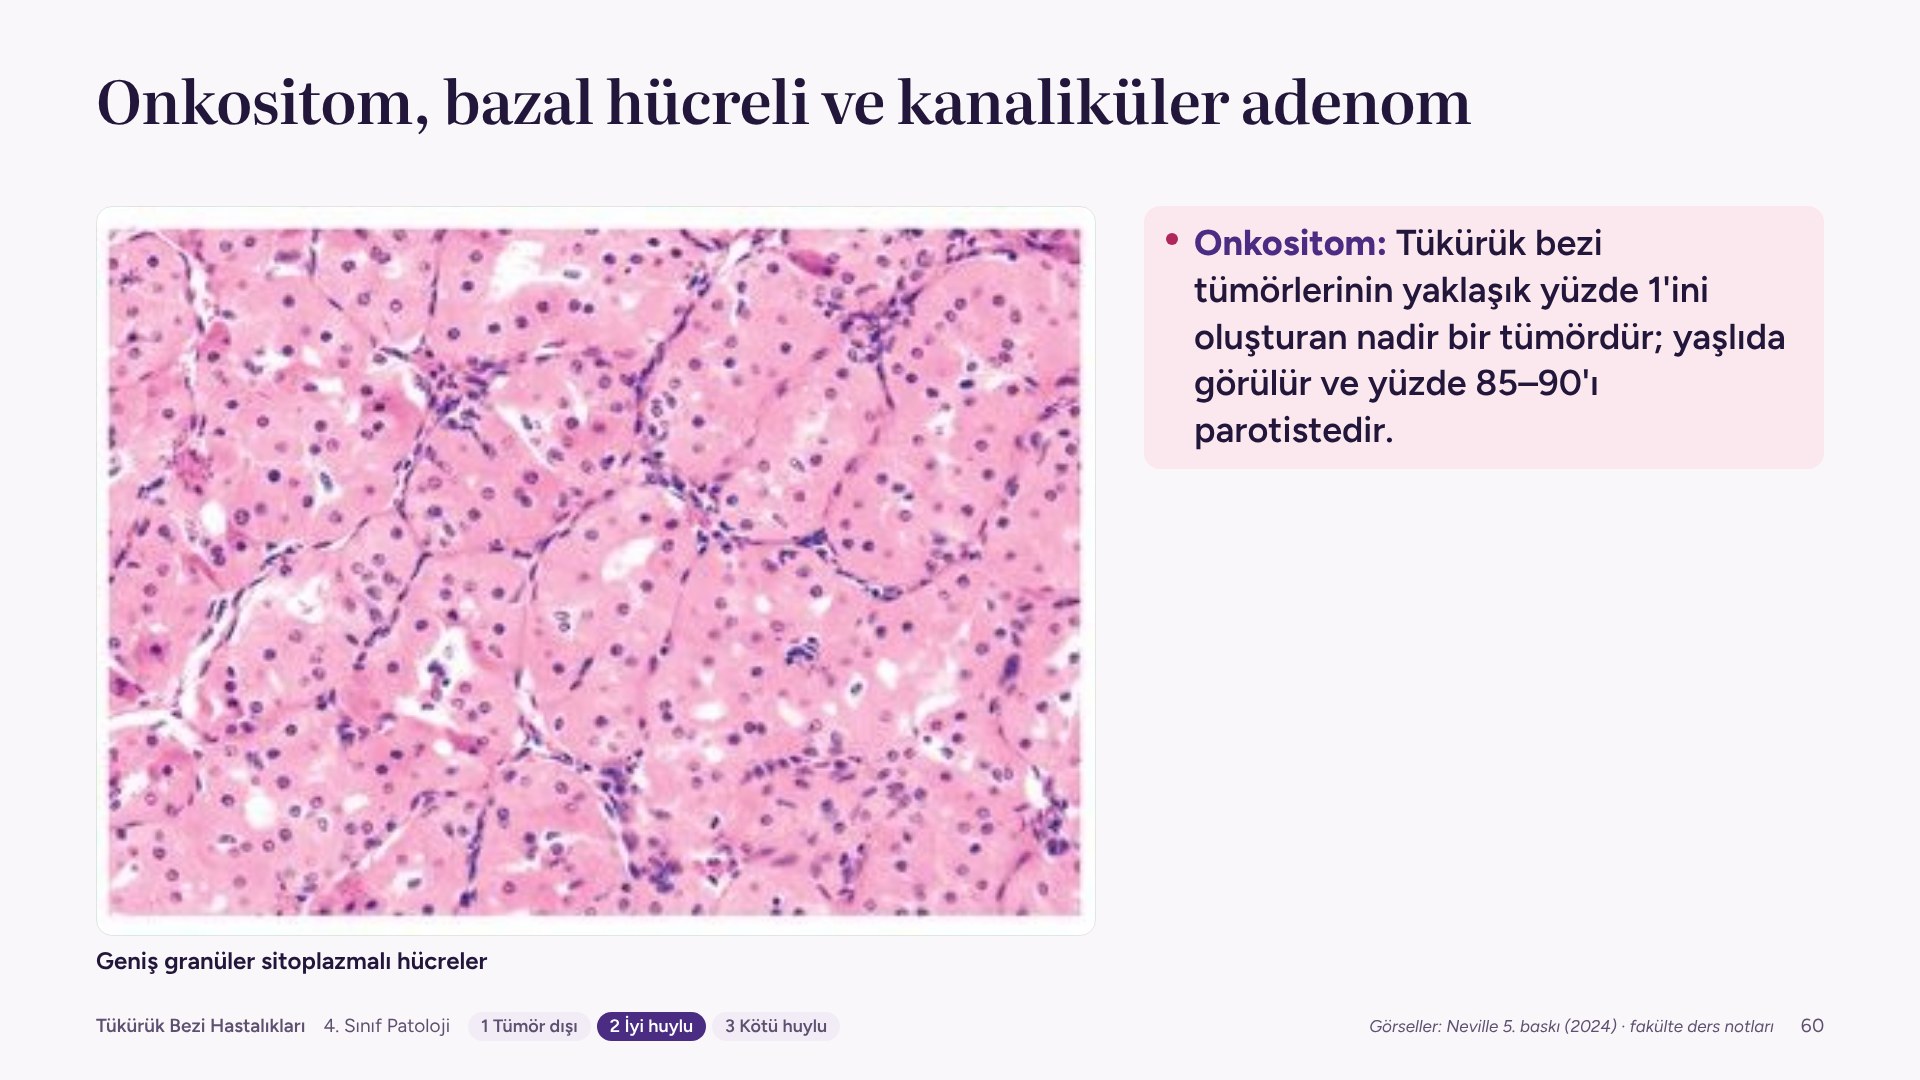 Onkositom, bazal hücreli ve kanaliküler adenom
• Onkositom: Tükürük bezi
tümörlerinin yaklaşık yüzde 1'ini
oluşturan nadir bir tümördür; yaşlıda
görülür ve yüzde 85–90'ı
parotistedir.
Geniş granüler sitoplazmalı hücreler
Tükürük Bezi Hastalıkları 4. Sınıf Patoloji 1 Tümör dışı 2 İyi huylu 3 Kötü huylu Görseller: Neville 5. baskı (2024) · fakülte ders notları 60